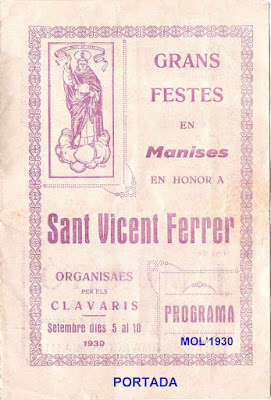 GRANS
FESTES
EN
Manises
EN HONOR A
Sant Vicent Ferrer
ORGANISAES
PER ELS
CLAVARIS
Setembre dies 5 al 10
1930
PROGRAMA
MOL'1930
PORTADA